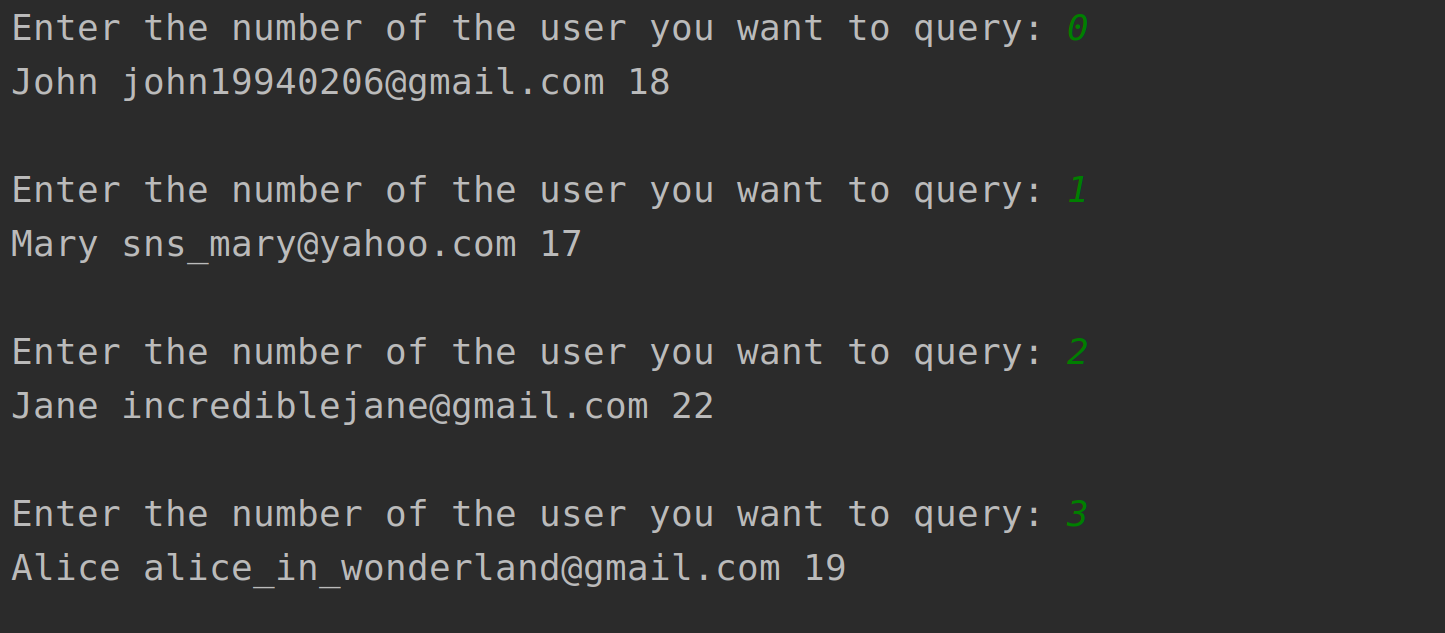 Enter the number of the user you want to query: 0
John john19940206@gmail.com 18
Enter the number of the user you want to query: 1
Mary sns_mary@yahoo.com 17
Enter the number of the user you want to query: 2
Jane incrediblejane@gmail.com 22
Enter the number of the user you want to query: 3
Alice alice_in_wonderland@gmail.com 19